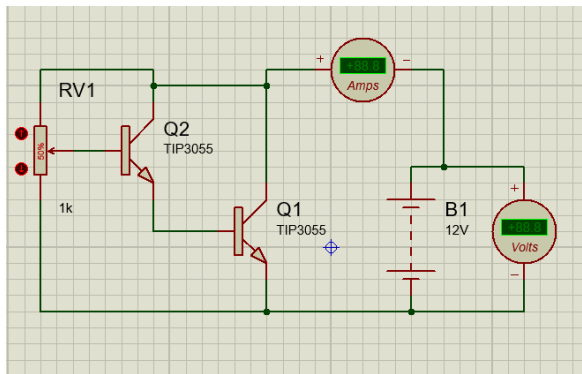 +88.8
Amps
+
-
RV1
Q2
TIP3055
50%
1k
Q1
TIP3055
B1
12V
+
+88.8
Volts
-